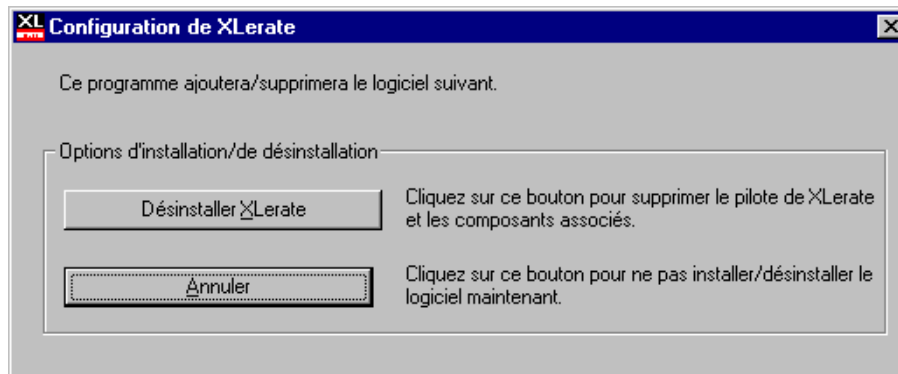 XL
RATE
Configuration de XLerate
Ce programme ajoutera/supprimera le logiciel suivant.
Options d'installation/de désinstallation
Désinstaller XLerate
Cliquez sur ce bouton pour supprimer le pilote de XLerate
et les composants associés.
Annuler
Cliquez sur ce bouton pour ne pas installer/désinstaller le
logiciel maintenant.